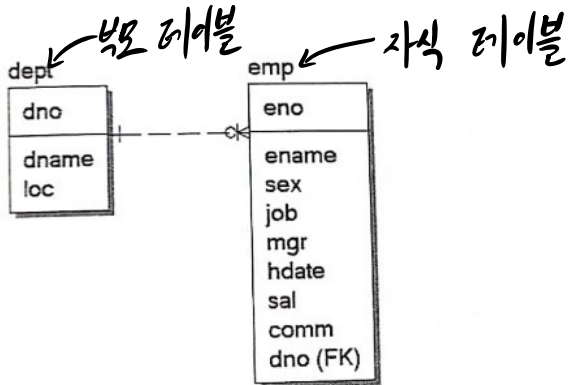 부모 테이블
자식 테이블
dept
dno
dname
loc
emp
eno
ename
sex
job
mgr
hdate
sal
comm
dno (FK)